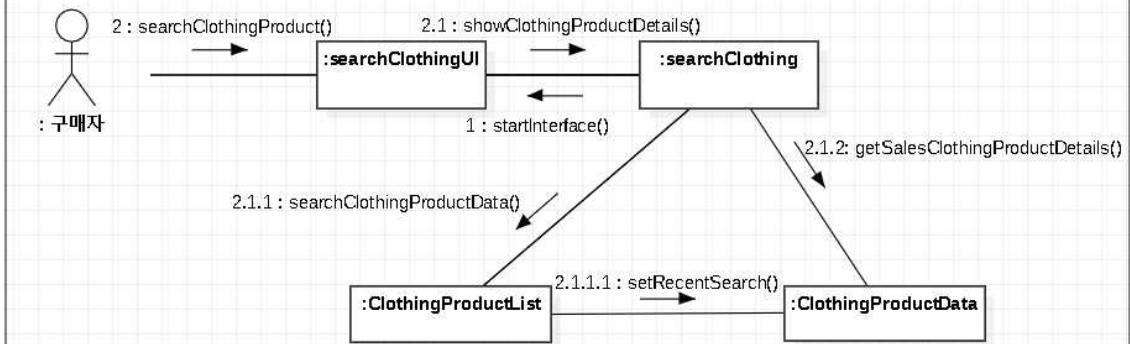 2 : searchClothingProduct()
2.1: showClothingProductDetails()
:searchClothingUI
:searchClothing
: 구매자
1 : startInterface()
2.1.2: getSalesClothingProductDetails()
2.1.1 : searchClothingProductData()
2.1.1.1 : setRecentSearch()
:ClothingProductList
:ClothingProductData